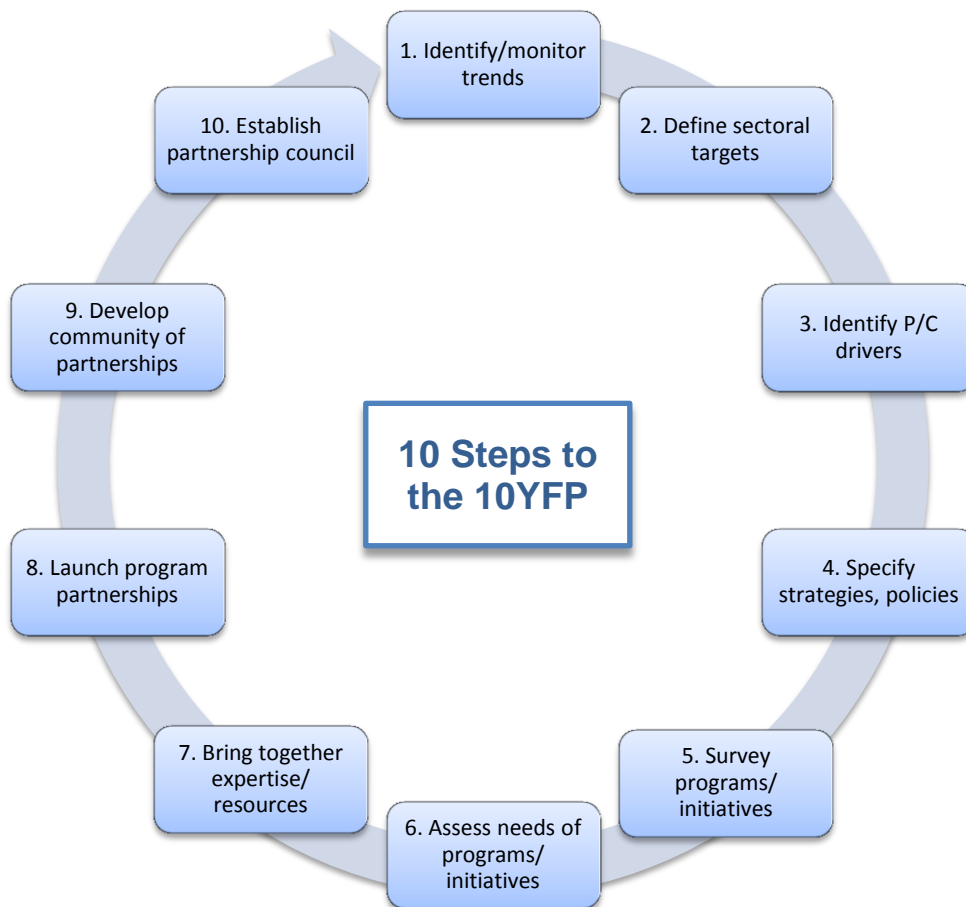 1. Identify/monitor
trends
2. Define sectoral
targets
3. Identify P/C
drivers
4. Specify
strategies, policies
5. Survey
programs/
initiatives
6. Assess needs of
programs/
initiatives
7. Bring together
expertise/
resources
8. Launch program
partnerships
9. Develop
community of
partnerships
10. Establish
partnership council
10 Steps to
the 10YFP